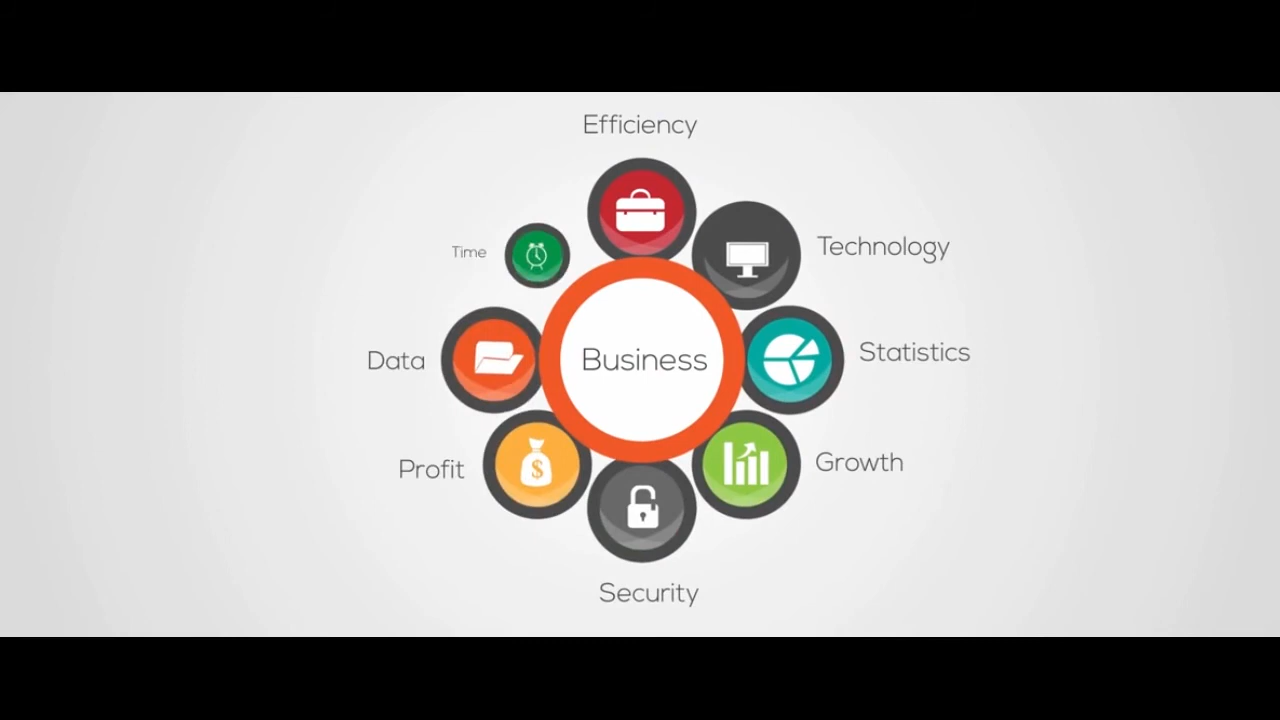 Efficiency
Technology
Time
Statistics
Data
Business
Growth
Profit
$
Security